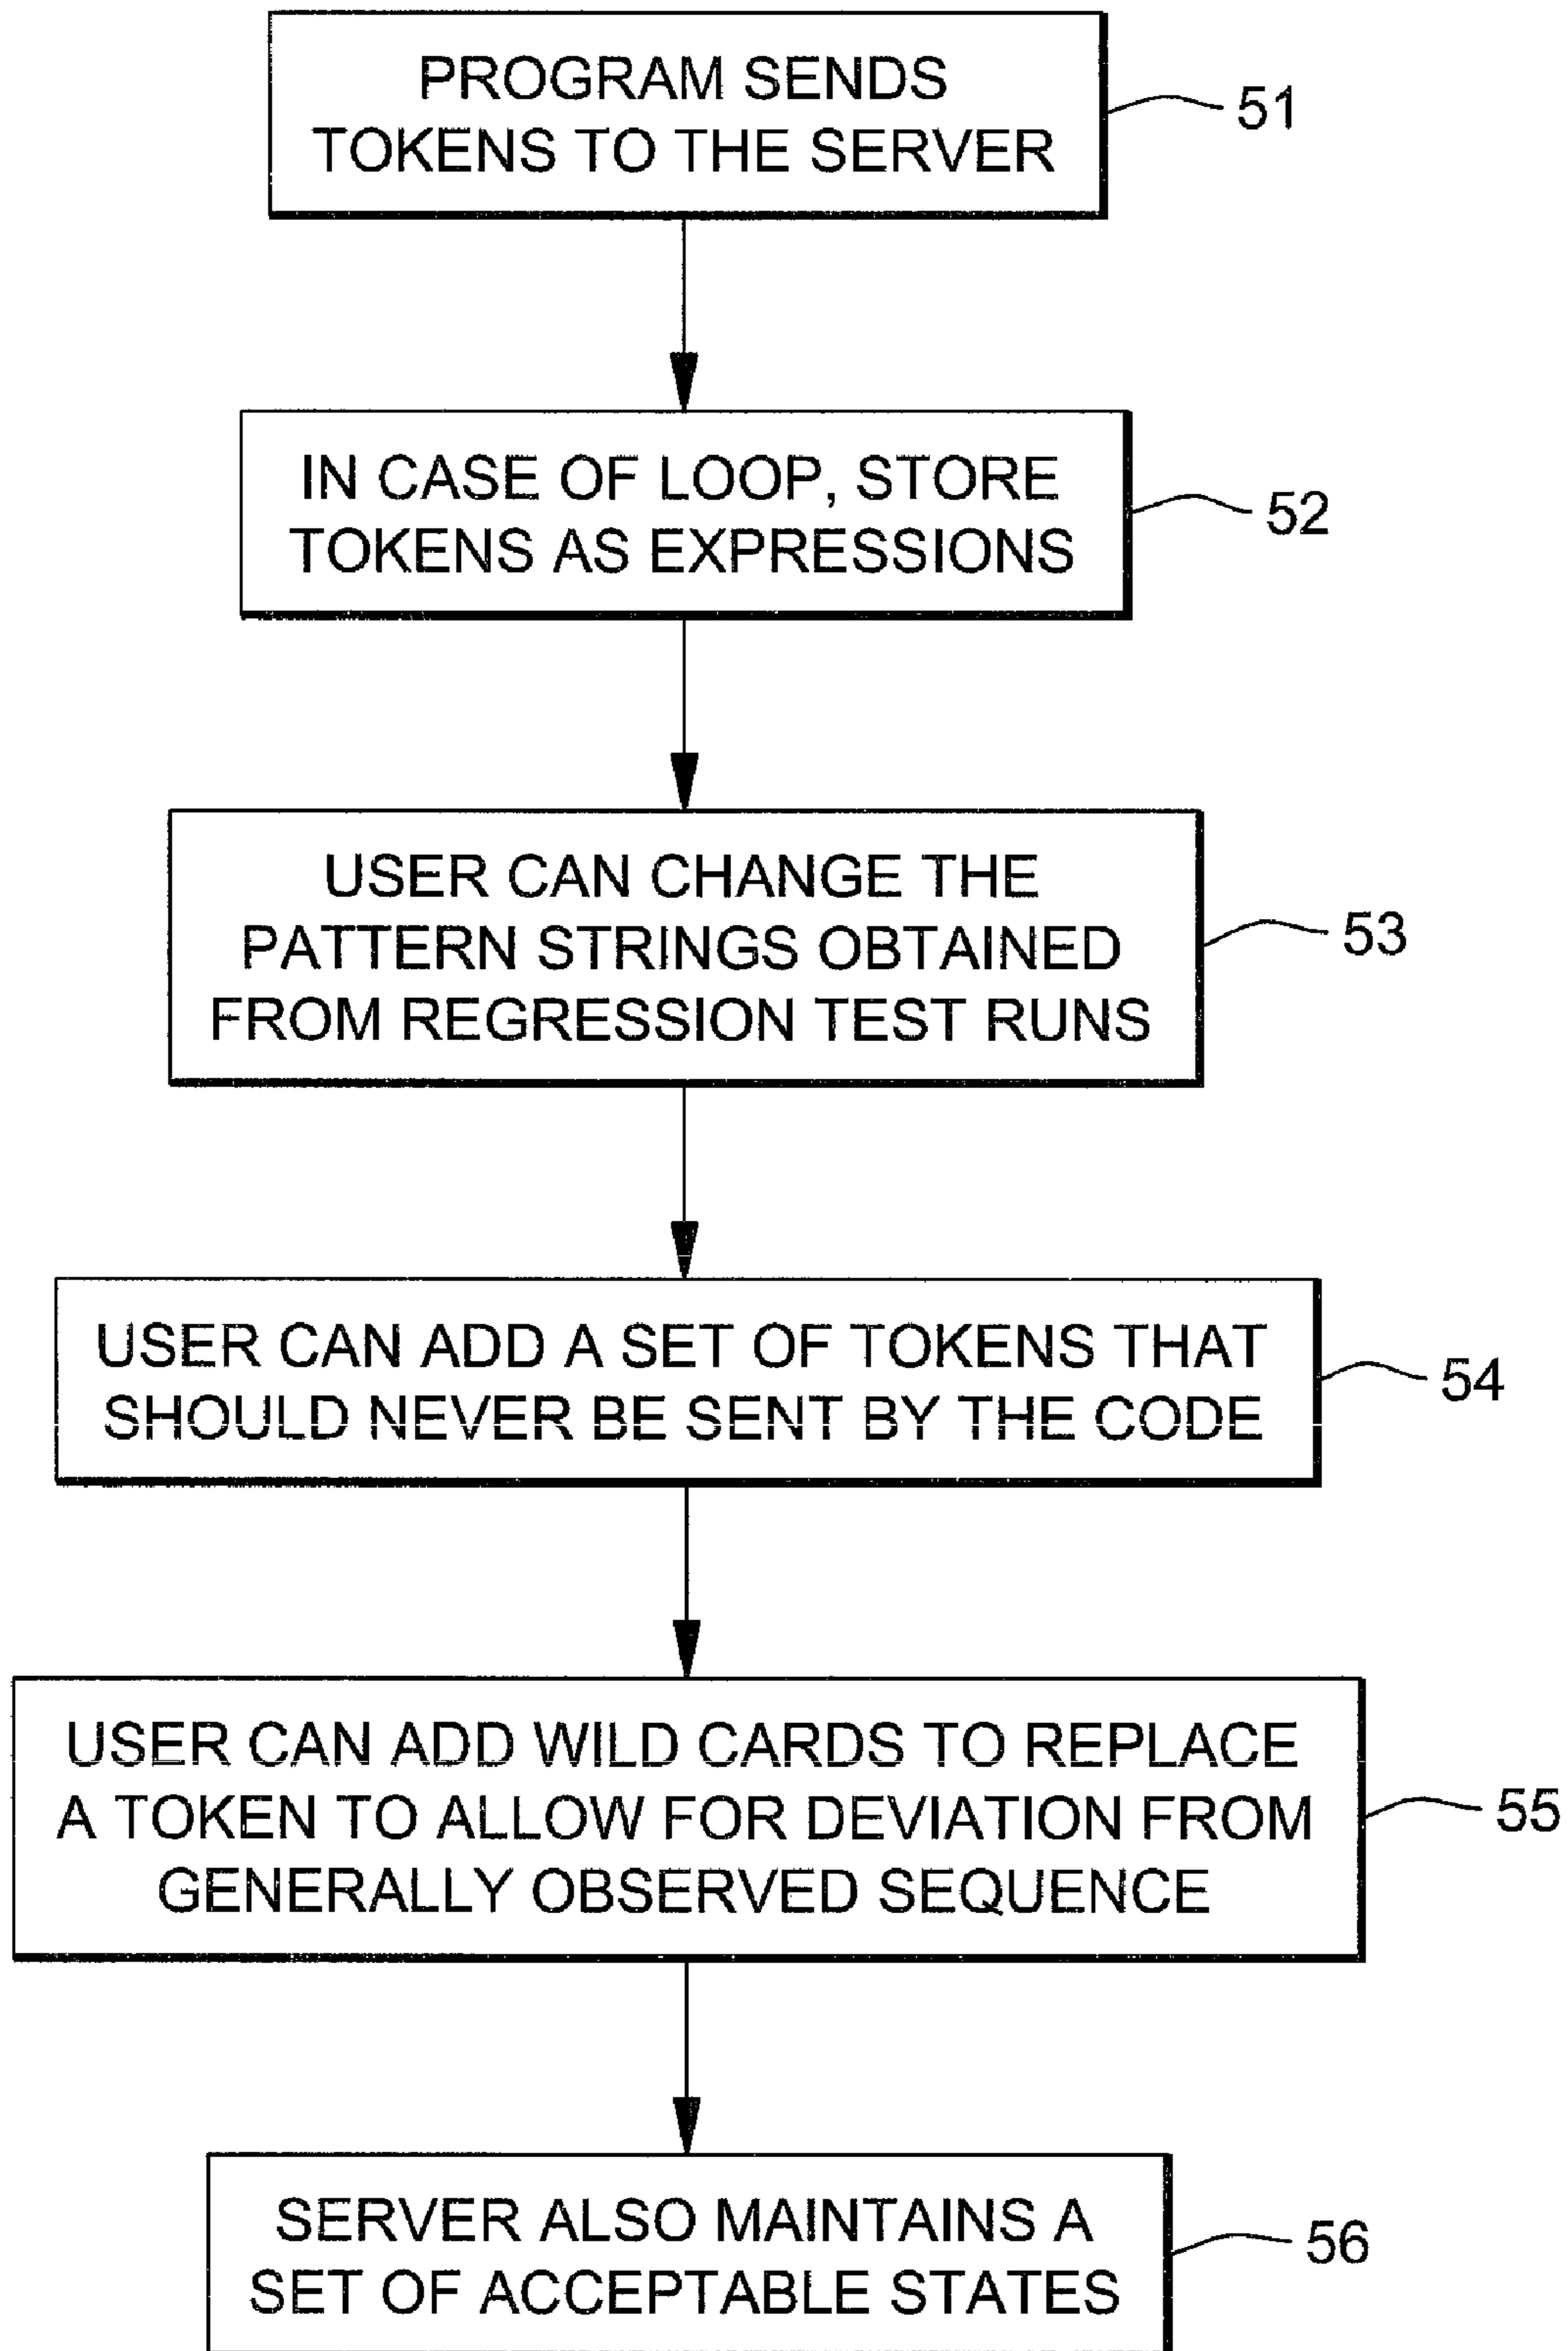 PROGRAM SENDS
TOKENS TO THE SERVER
51
IN CASE OF LOOP, STORE
TOKENS AS EXPRESSIONS
52
USER CAN CHANGE THE
PATTERN STRINGS OBTAINED
FROM REGRESSION TEST RUNS
53
USER CAN ADD A SET OF TOKENS THAT
SHOULD NEVER BE SENT BY THE CODE
54
USER CAN ADD WILD CARDS TO REPLACE
A TOKEN TO ALLOW FOR DEVIATION FROM
GENERALLY OBSERVED SEQUENCE
55
SERVER ALSO MAINTAINS A
SET OF ACCEPTABLE STATES
56